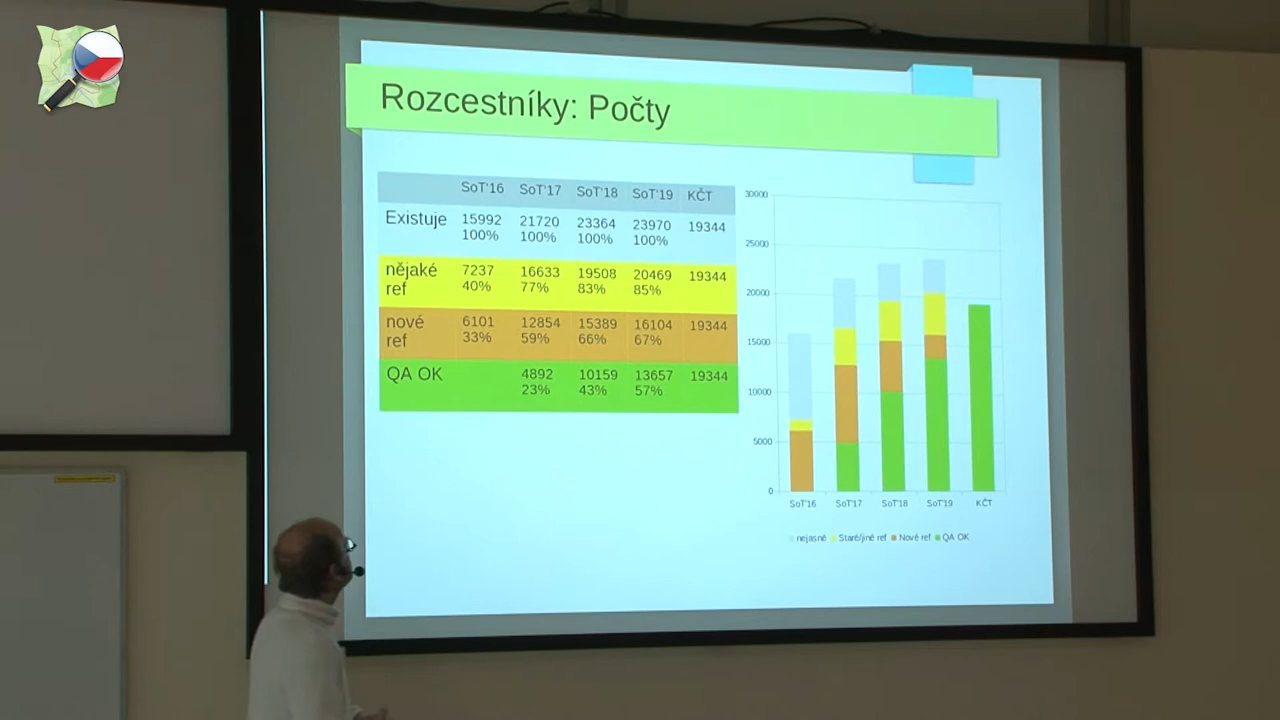 Rozcestníky: Počty
SoT'16 SoT'17 SoT'18 SoT'19 KČT
Existuje 15992 21720 23364 23970 19344
100% 100% 100% 100%
nějaké 7237 16633 19508 20469 19344
ref 40% 77% 83% 85%
nové 6101 12854 15389 16104 19344
ref 33% 59% 66% 67%
QA OK 4892 10159 13657 19344
23% 43% 57%
30000
25000
20000
15000
10000
5000
0
SoT'16 SoT'17 SoT'18 SoT'19 KČT
nejasné Staré/jiné ref Nové ref QA OK